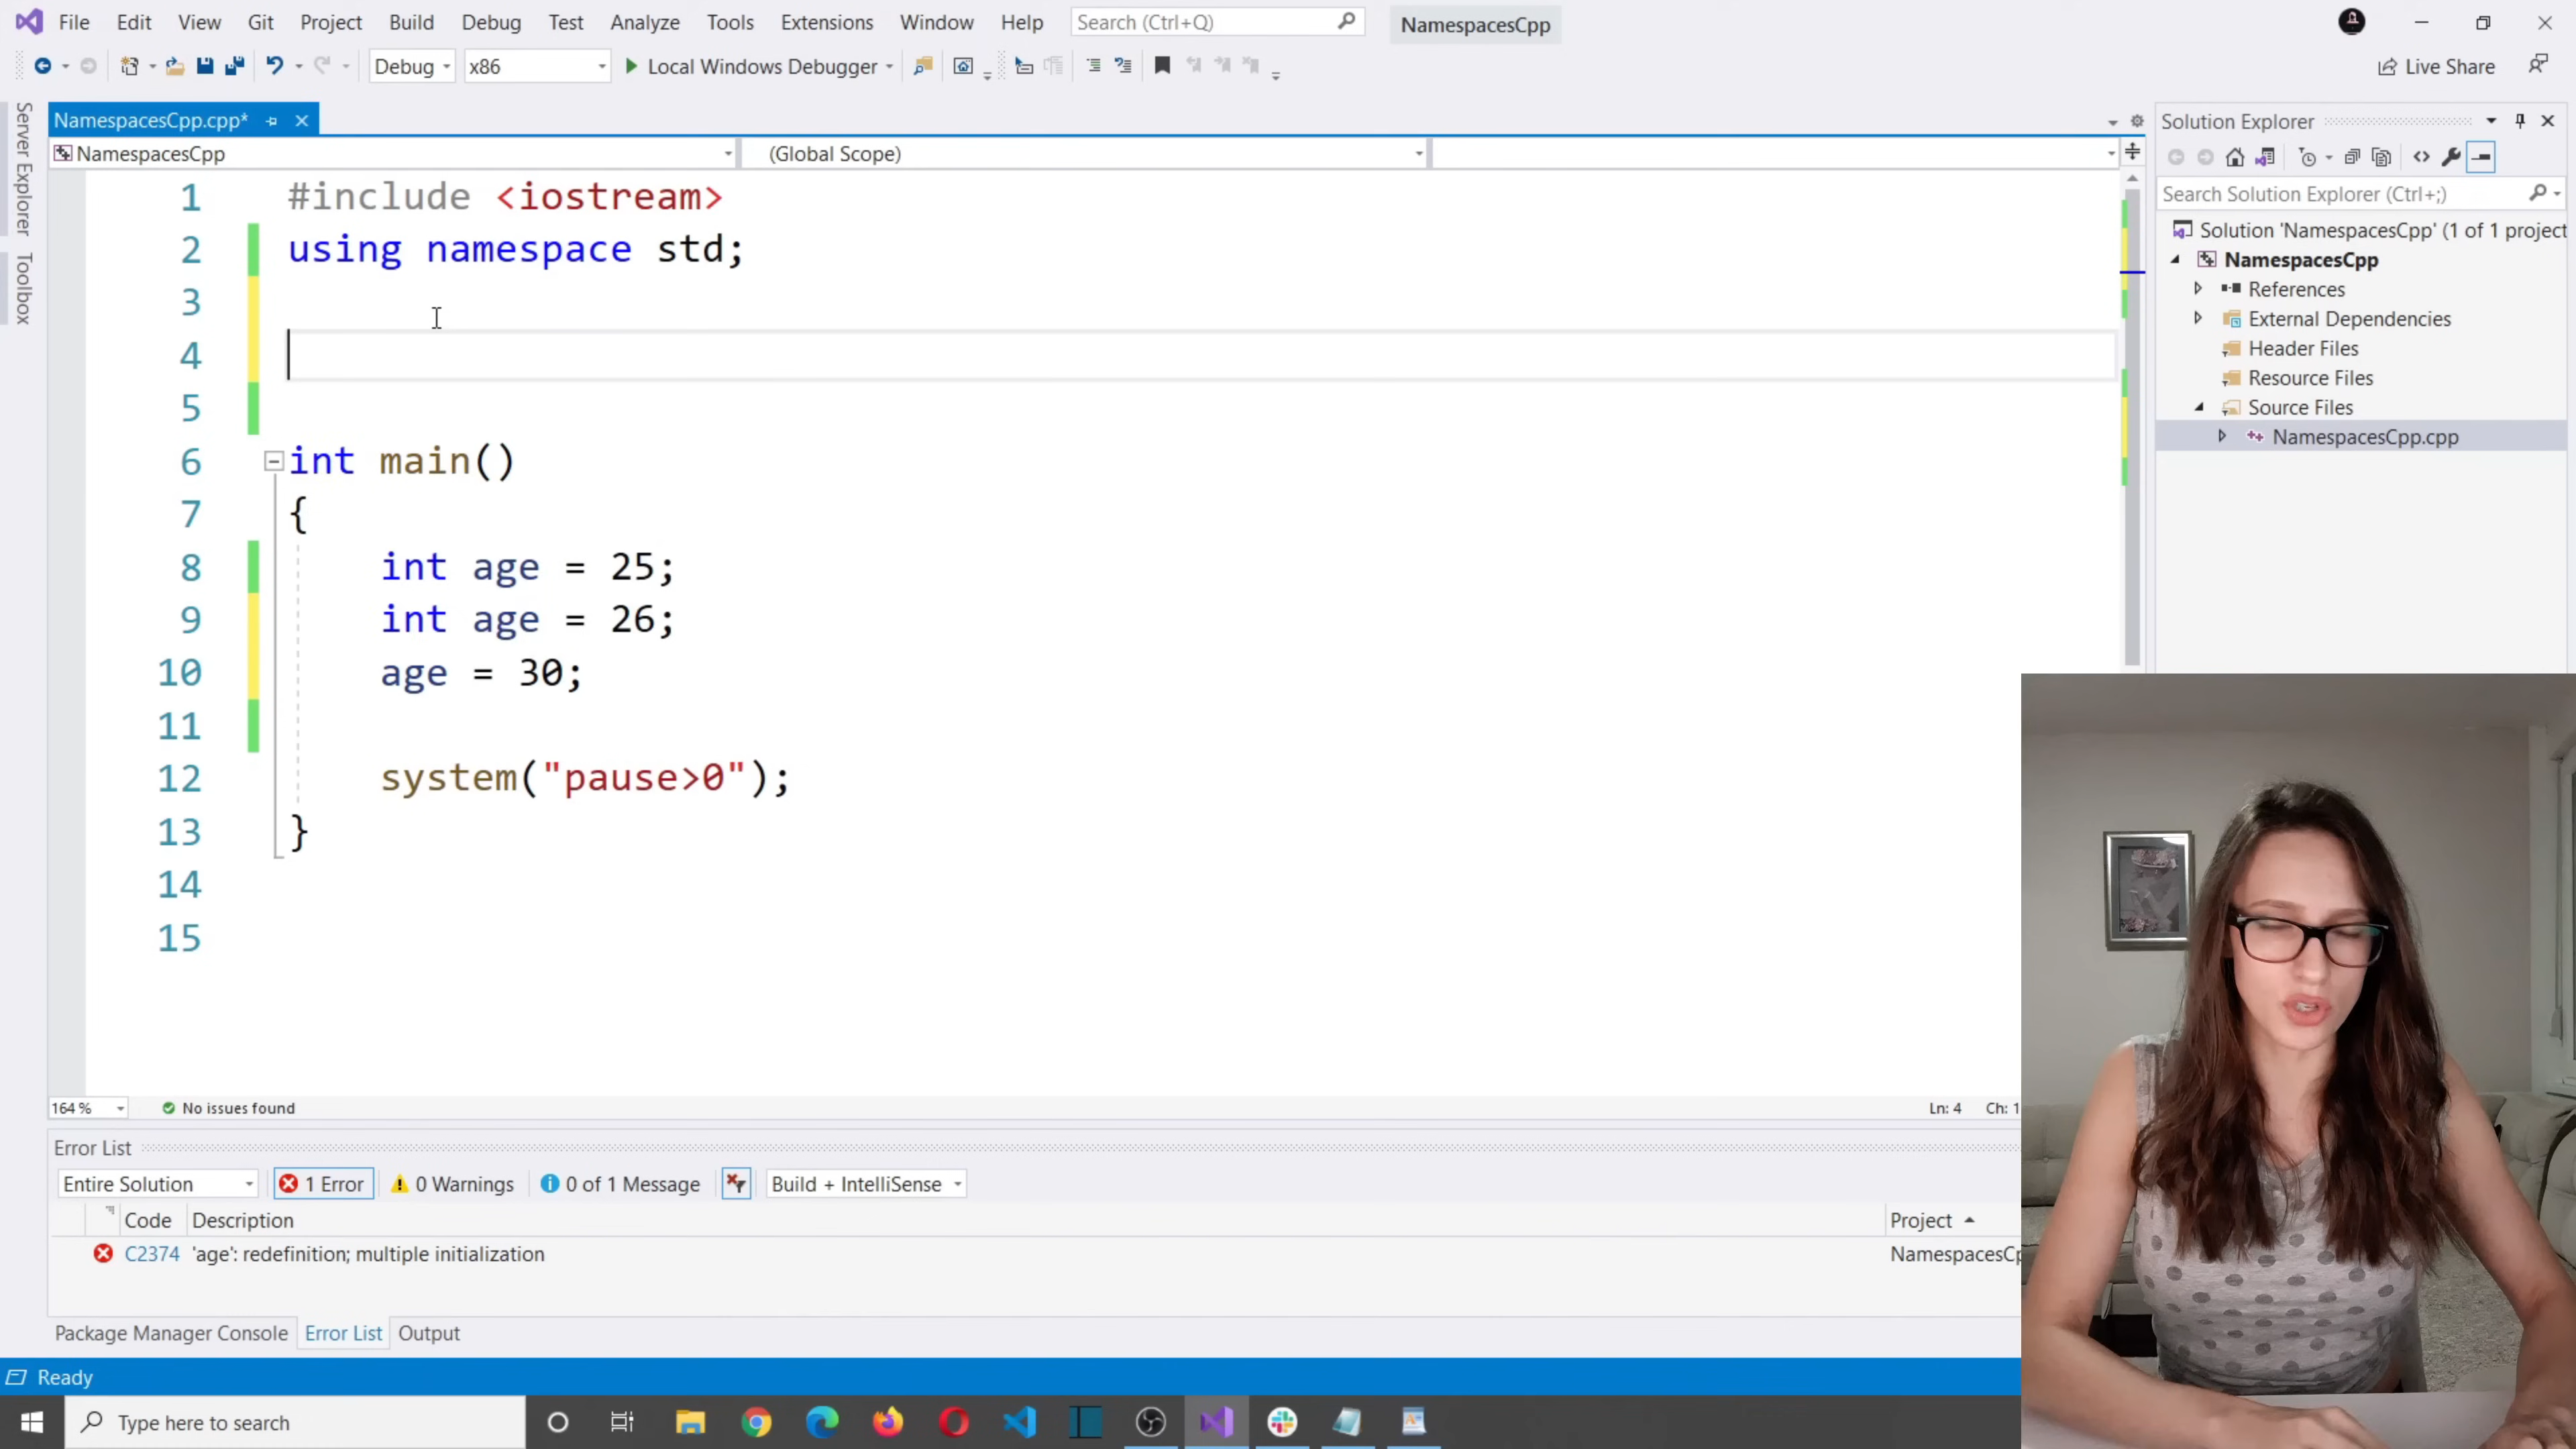 File Edit View Git Project Build Debug Test Analyze Tools Extensions Window Help Search (Ctrl+Q) NamespacesCpp
Debug x86 Local Windows Debugger Live Share
Server Explorer
Toolbox
NamespacesCpp.cpp*
NamespacesCpp (Global Scope)
1 #include <iostream>
2 using namespace std;
3
4
5
6 int main()
7 {
8 int age = 25;
9 int age = 26;
10 age = 30;
11
12 system("pause>0");
13 }
14
15
164 % No issues found Ln: 4 Ch: 1
Solution Explorer
Search Solution Explorer (Ctrl+;)
Solution 'NamespacesCpp' (1 of 1 project
NamespacesCpp
References
External Dependencies
Header Files
Resource Files
Source Files
NamespacesCpp.cpp
Error List
Entire Solution 1 Error 0 Warnings 0 of 1 Message Build + IntelliSense
Code Description Project
C2374 'age': redefinition; multiple initialization NamespacesCp
Package Manager Console Error List Output
Ready
Type here to search